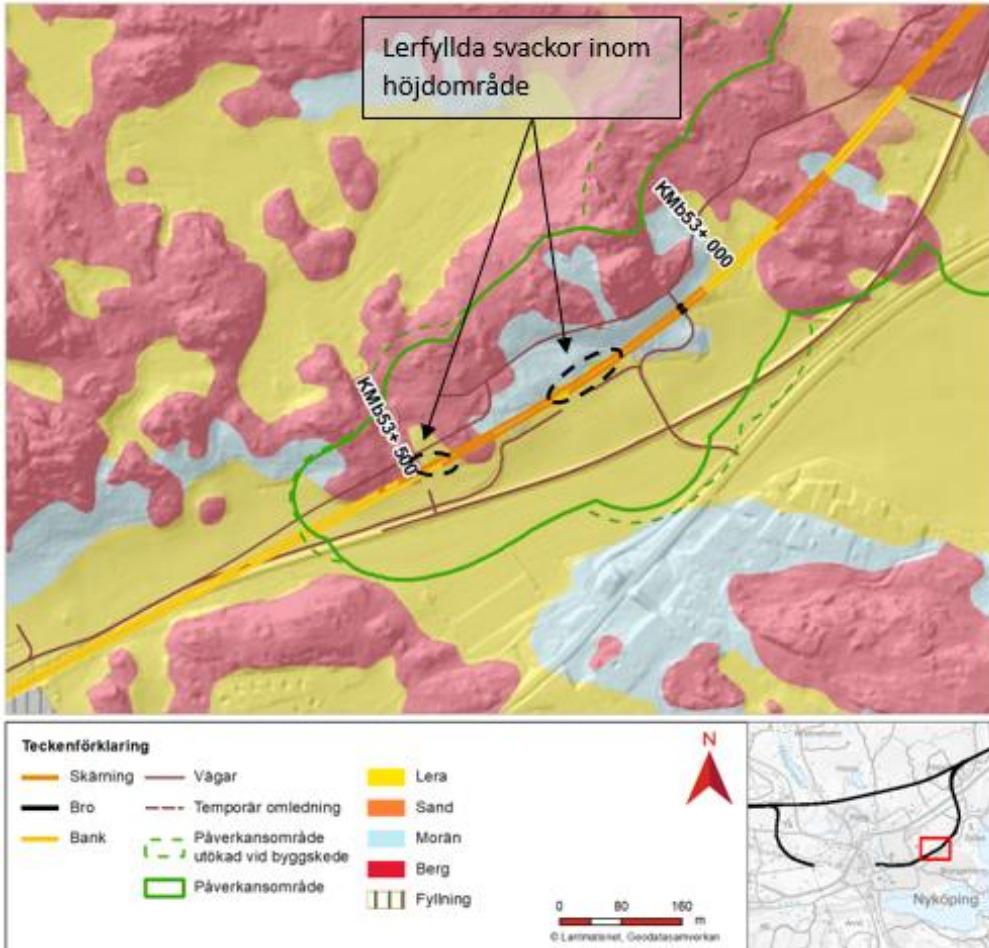 Lerfyllda svackor inom
höjdområde
KMb53+ 000
KMb53+ 500
Teckenförklaring
Skärning
Bro
Bank
Vägar
Temporär omledning
Påverkansområde
utökad vid byggskede
Påverkansområde
Lera
Sand
Morän
Berg
Fyllning
N
0 80 160
m
© Lantmäteriet, Geodatasamverkan
Nyköping